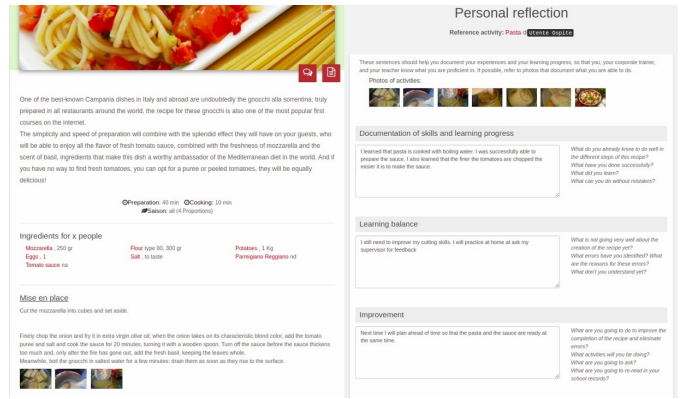 One of the best-known Campania dishes in Italy and abroad are undoubtedly the gnocchi alla sorrentina; truly
prepared in all restaurants around the world, the recipe for these gnocchi is also one of the most popular first
courses on the internet.
The simplicity and speed of preparation will combine with the splendid effect they will have on your guests, who
will be able to enjoy all the flavor of fresh tomato sauce, combined with the freshness of mozzarella and the
scent of basil, ingredients that make this dish a worthy ambassador of the Mediterranean diet in the world. And if
you have no way to find fresh tomatoes, you can opt for a puree or peeled tomatoes, they will be equally
delicious!
Preparation: 40 min Cooking: 10 min
Saison: all (4 Proportions)
Ingredients for x people
Mozzarella , 250 gr Flour type 00, 300 gr Potatoes , 1 Kg
Eggs , 1 Salt , to taste Parmigiano Reggiano nd
Tomato sauce na
Mise en place
Cut the mozzarella into cubes and set aside.
Finely chop the onion and fry it in extra virgin olive oil; when the onion takes on its characteristic blond color, add the tomato
puree and salt and cook the sauce for 20 minutes, turning it with a wooden spoon. Turn off the sauce before the sauce thickens
too much and, only after the fire has gone out, add the fresh basil, keeping the leaves whole.
Meanwhile, boil the gnocchi in salted water for a few minutes: drain them as soon as they rise to the surface.
Personal reflection
Reference activity: Pasta Utente Ospite
These sentences should help you document your experiences and your learning progress, so that you, your corporate trainer,
and your teacher know what you are proficient in. If possible, refer to photos that document what you are able to do.
Photos of activities:
Documentation of skills and learning progress
I learned that pasta is cooked with boiling water. I was successfully able to
prepare the sauce. I also learned that the finer the tomatoes are chopped the
easier it is to make the sauce.
What do you already know to do well in
the different steps of this recipe?
What have you done successfully?
What did you learn?
What can you do without mistakes?
Learning balance
I still need to improve my cutting skills. I will practice at home at ask my
supervisor for feedback
What is not going very well about the
creation of the recipe yet?
What errors have you identified? What
are the reasons for these errors?
What don't you understand yet?
Improvement
Next time I will plan ahead of time so that the pasta and the sauce are ready at
the same time.
What are you going to do to improve the
completion of the recipe and eliminate
errors?
What activities will you be doing?
What are you going to ask?
What are you going to re-read in your
school records?